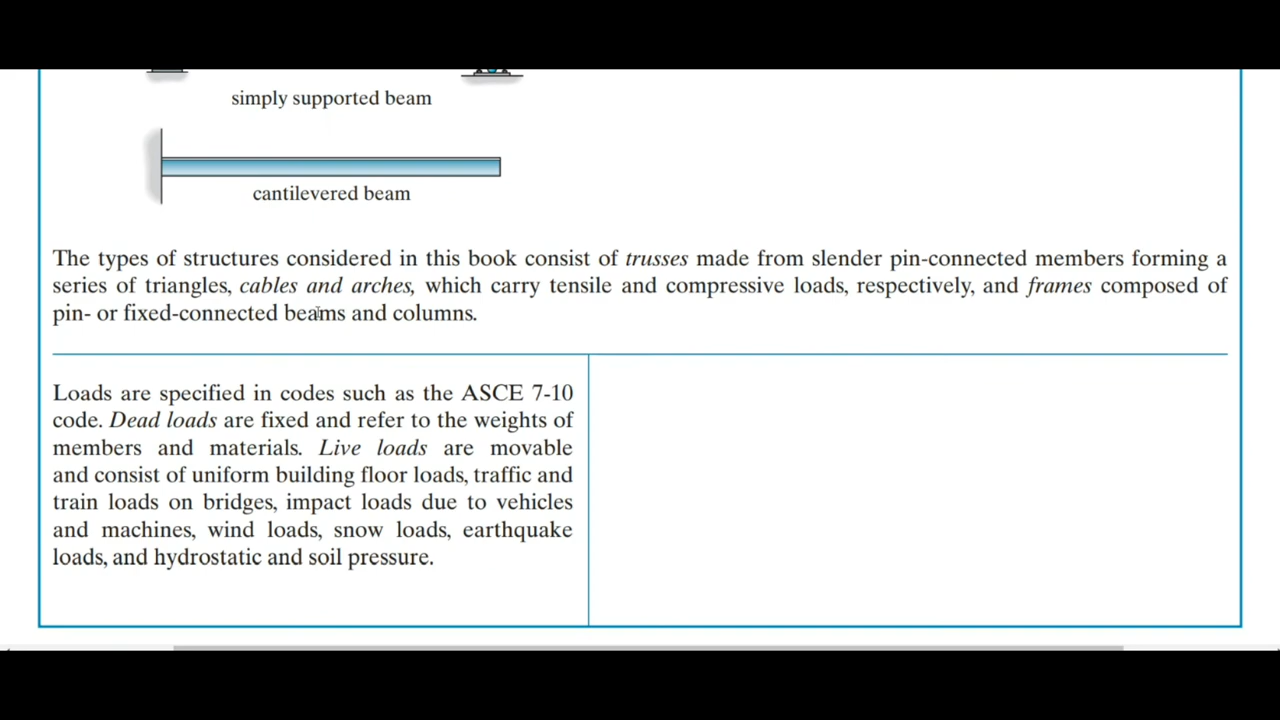 simply supported beam
cantilevered beam
The types of structures considered in this book consist of trusses made from slender pin-connected members forming a
series of triangles, cables and arches, which carry tensile and compressive loads, respectively, and frames composed of
pin- or fixed-connected beams and columns.
Loads are specified in codes such as the ASCE 7-10
code. Dead loads are fixed and refer to the weights of
members and materials. Live loads are movable
and consist of uniform building floor loads, traffic and
train loads on bridges, impact loads due to vehicles
and machines, wind loads, snow loads, earthquake
loads, and hydrostatic and soil pressure.